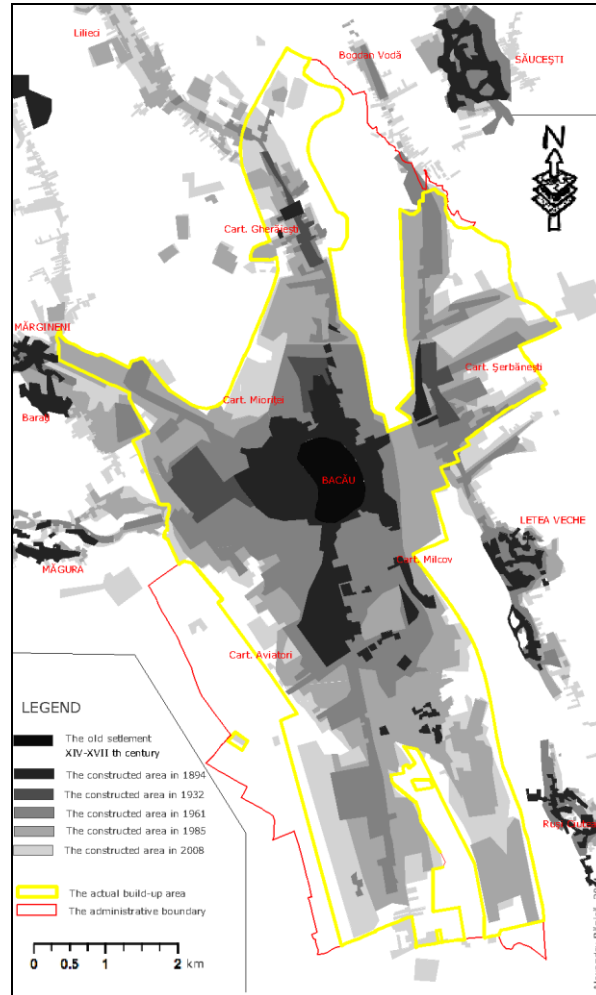 Lilieci
Bogdan Vodă
SĂUCEŞTI
N
Cart. Gherăieşti
MĂRGINENI
Cart. Şerbăneşti
Cart. Mioriţei
Barați
BACĂU
LETEA VECHE
Cart. Milcov
MĂGURA
Cart. Aviatori
LEGEND
The old setlement
XIV-XVII th century
The constructed area in 1894
The constructed area in 1932
The constructed area in 1961
The constructed area in 1985
The constructed area in 2008
The actual build-up area
The administrative boundary
0 0.5 1 2 km